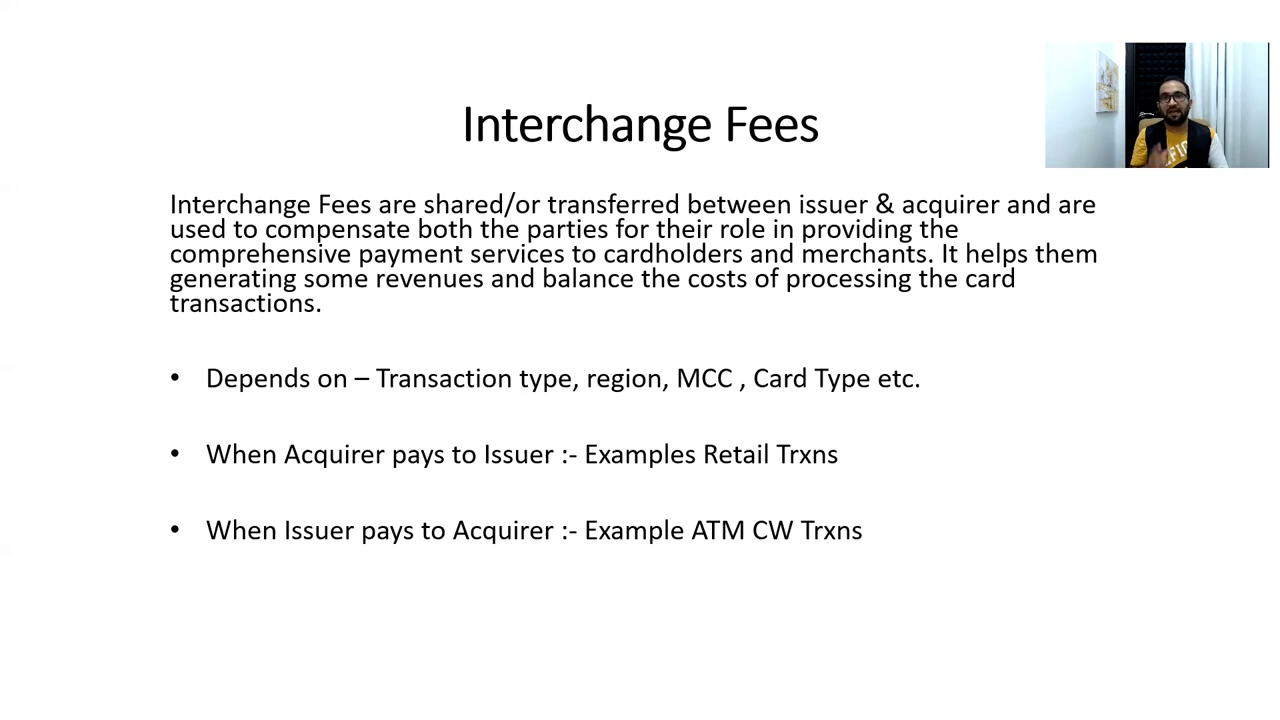 Interchange Fees
Interchange Fees are shared/or transferred between issuer & acquirer and are
used to compensate both the parties for their role in providing the
comprehensive payment services to cardholders and merchants. It helps them
generating some revenues and balance the costs of processing the card
transactions.
• Depends on – Transaction type, region, MCC , Card Type etc.
• When Acquirer pays to Issuer :- Examples Retail Trxns
• When Issuer pays to Acquirer :- Example ATM CW Trxns